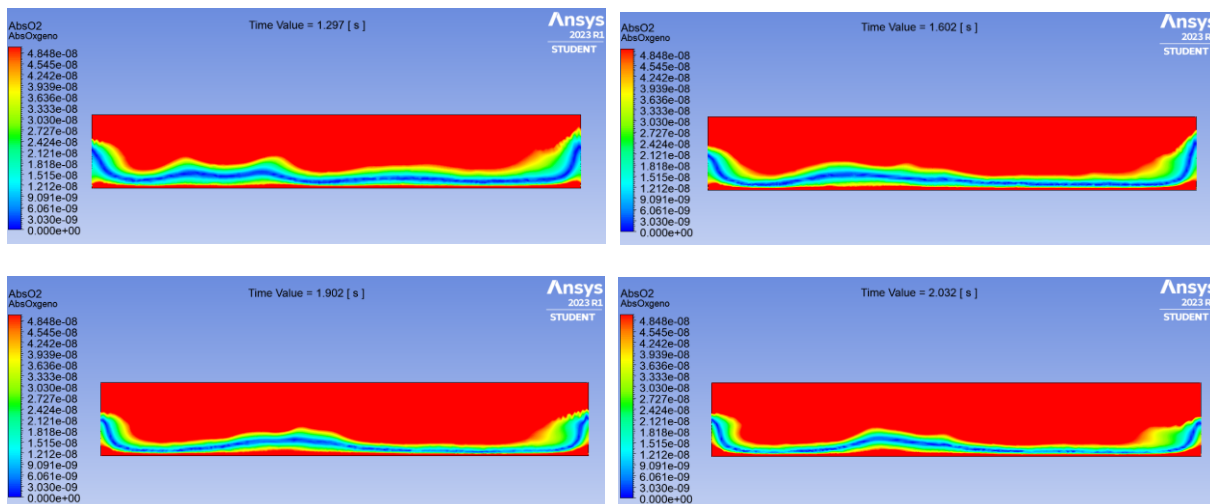 AbsO2
AbsOxgeno
Time Value = 1.297 [ s ]
Ansys
2023 R1
STUDENT
4.848e-08
4.545e-08
4.242e-08
3.939e-08
3.636e-08
3.333e-08
3.030e-08
2.727e-08
2.424e-08
2.121e-08
1.818e-08
1.515e-08
1.212e-08
9.091e-09
6.061e-09
3.030e-09
0.000e+00
AbsO2
AbsOxgeno
Time Value = 1.602 [ s ]
Ansys
2023 R
STUDENT
4.848e-08
4.545e-08
4.242e-08
3.939e-08
3.636e-08
3.333e-08
3.030e-08
2.727e-08
2.424e-08
2.121e-08
1.818e-08
1.515e-08
1.212e-08
9.091e-09
6.061e-09
3.030e-09
0.000e+00
AbsO2
AbsOxgeno
Time Value = 1.902 [ s ]
Ansys
2023 R1
STUDENT
4.848e-08
4.545e-08
4.242e-08
3.939e-08
3.636e-08
3.333e-08
3.030e-08
2.727e-08
2.424e-08
2.121e-08
1.818e-08
1.515e-08
1.212e-08
9.091e-09
6.061e-09
3.030e-09
0.000e+00
AbsO2
AbsOxgeno
Time Value = 2.032 [ s ]
Ansys
2023 R
STUDENT
4.848e-08
4.545e-08
4.242e-08
3.939e-08
3.636e-08
3.333e-08
3.030e-08
2.727e-08
2.424e-08
2.121e-08
1.818e-08
1.515e-08
1.212e-08
9.091e-09
6.061e-09
3.030e-09
0.000e+00